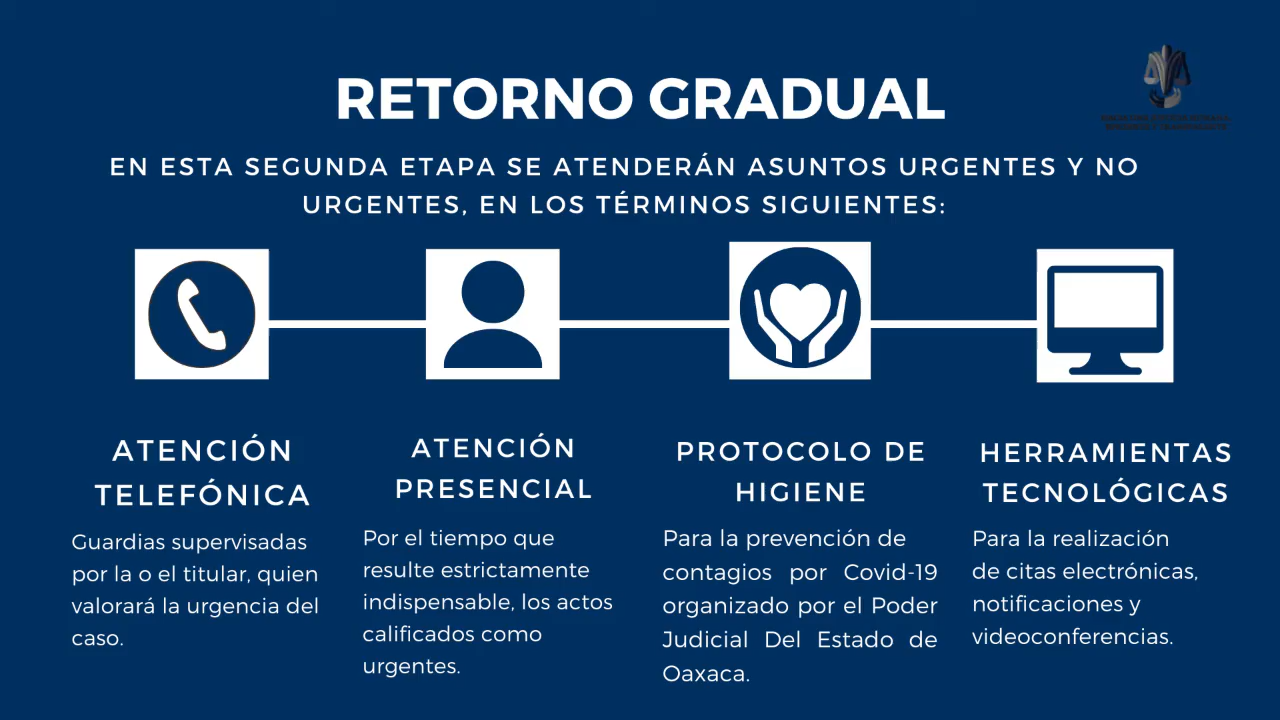 RETORNO GRADUAL
EN ESTA SEGUNDA ETAPA SE ATENDERÁN ASUNTOS URGENTES Y NO
URGENTES, EN LOS TÉRMINOS SIGUIENTES:
ATENCIÓN
TELEFÓNICA
Guardias supervisadas
por la o el titular, quien
valorará la urgencia del
caso.
ATENCIÓN
PRESENCIAL
Por el tiempo que
resulte estrictamente
indispensable, los actos
calificados como
urgentes.
PROTOCOLO DE
HIGIENE
Para la prevención de
contagios por Covid-19
organizado por el Poder
Judicial Del Estado de
Oaxaca.
HERRAMIENTAS
TECNOLÓGICAS
Para la realización
de citas electrónicas,
notificaciones y
videoconferencias.